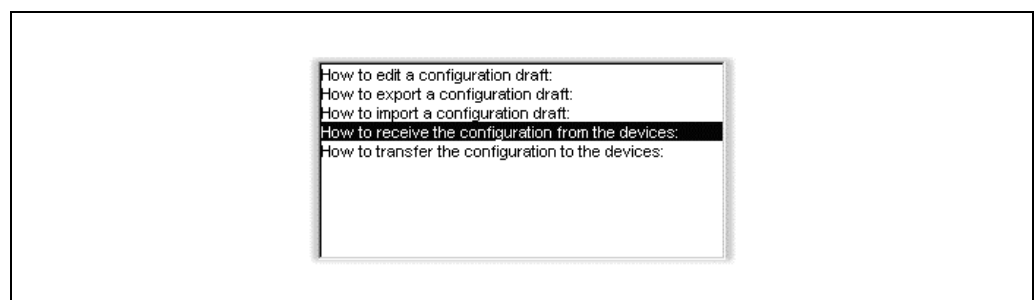 How to edit a configuration draft:
How to export a configuration draft:
How to import a configuration draft:
How to receive the configuration from the devices:
How to transfer the configuration to the devices: